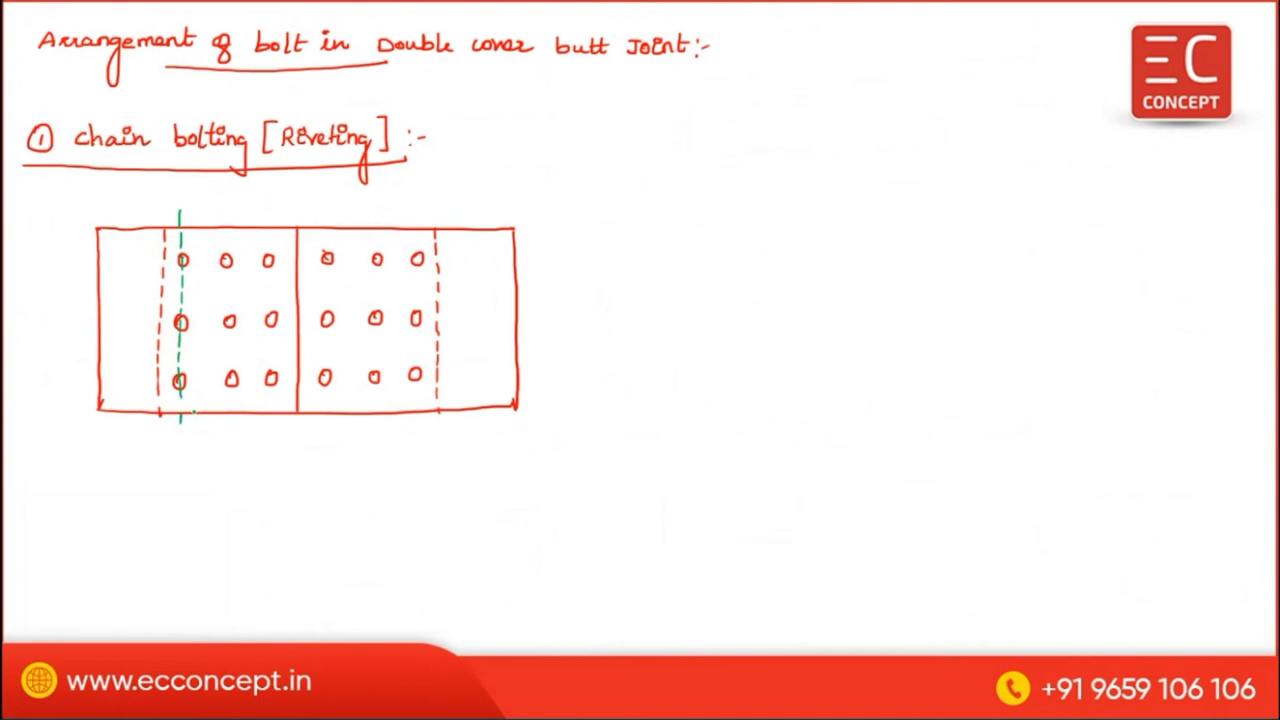 Arrangement of bolt in Double cover butt Joint:-
EC
CONCEPT
① Chain bolting [Riveting] :-
www.ecconcept.in
+91 9659 106 106